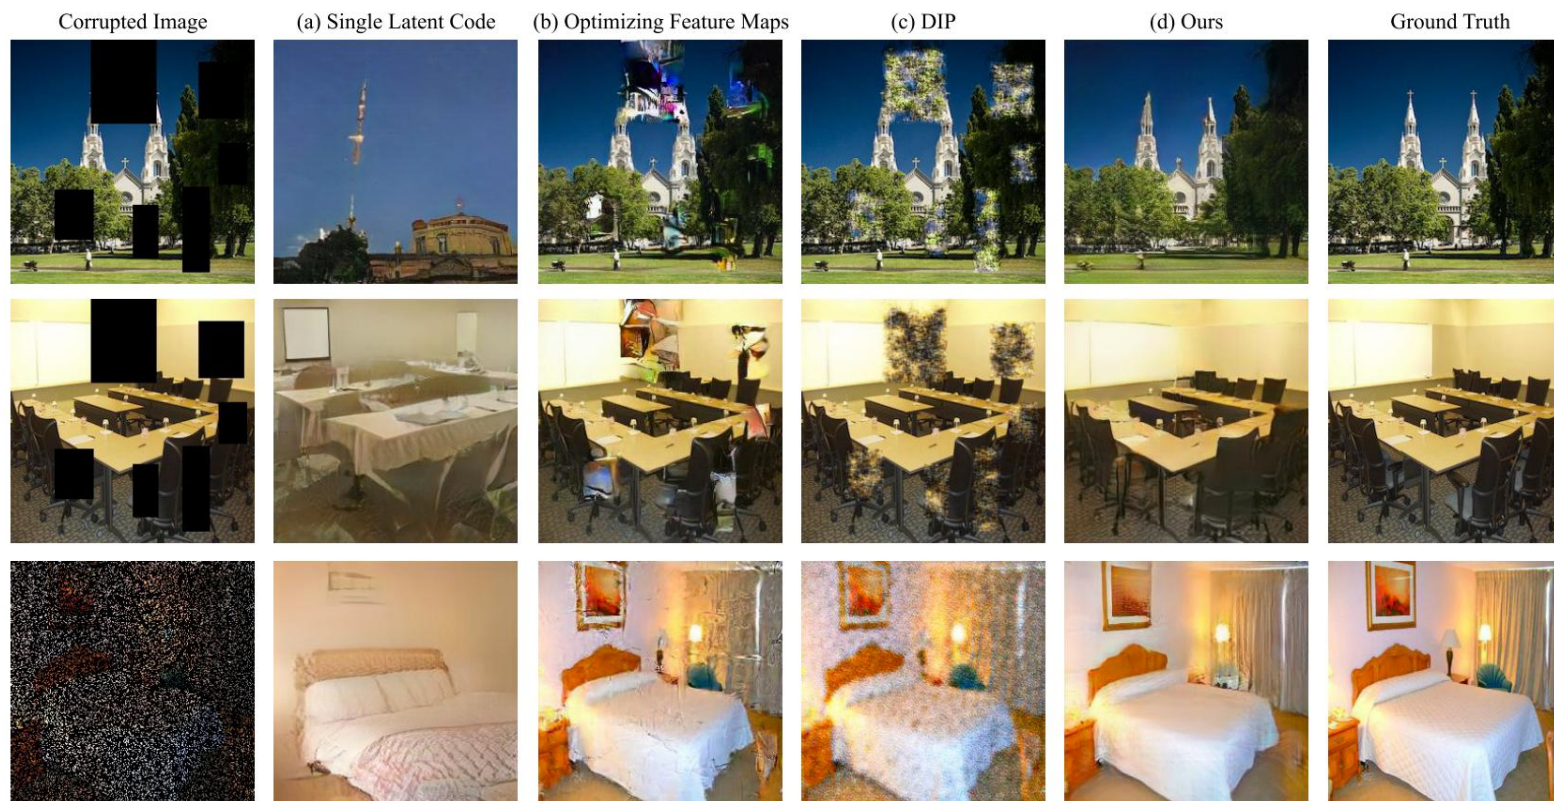 Corrupted Image
(a) Single Latent Code
(b) Optimizing Feature Maps
(c) DIP
(d) Ours
Ground Truth